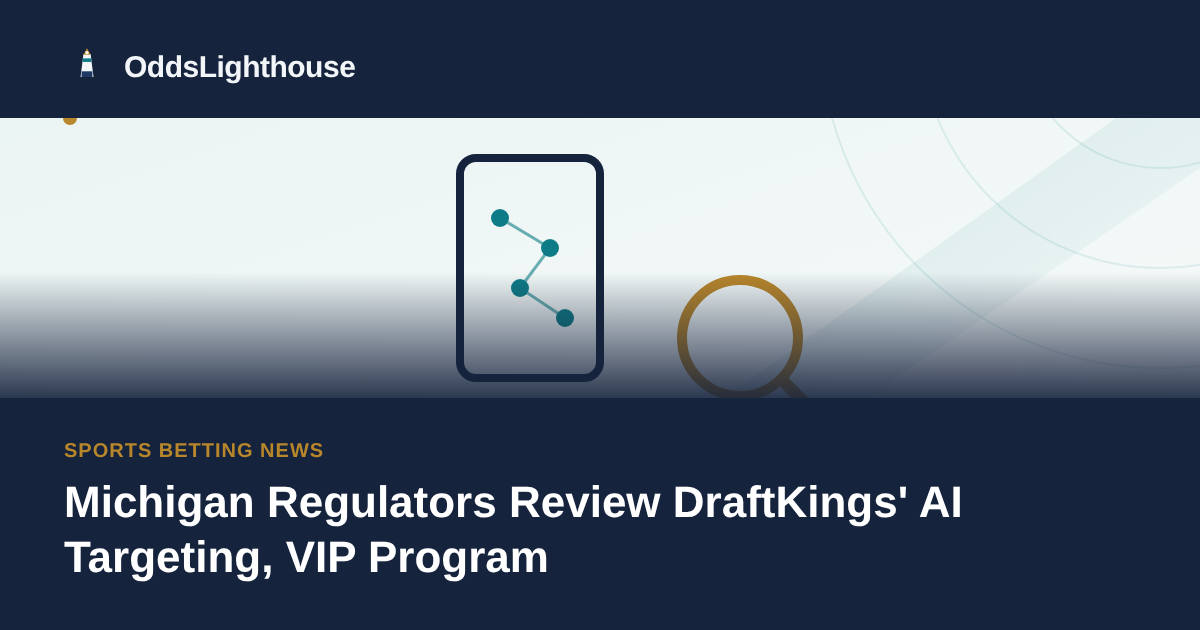 OddsLighthouse
SPORTS BETTING NEWS
Michigan Regulators Review DraftKings' AI
Targeting, VIP Program